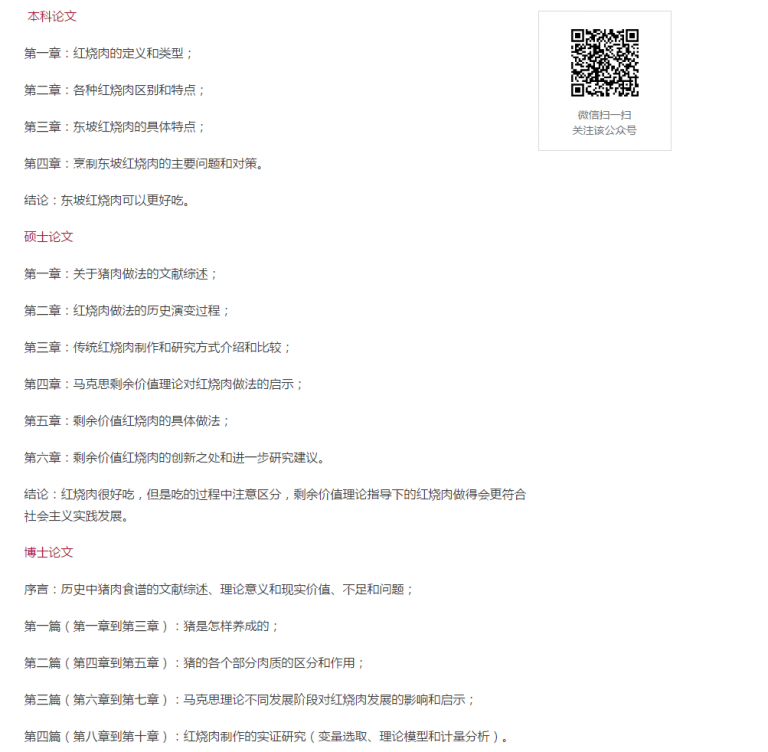 本科论文
第一章：红烧肉的定义和类型；
第二章：各种红烧肉区别和特点；
第三章：东坡红烧肉的具体特点；
第四章：烹制东坡红烧肉的主要问题和对策。
结论：东坡红烧肉可以更好吃。
硕士论文
第一章：关于猪肉做法的文献综述；
第二章：红烧肉做法的历史演变过程；
第三章：传统红烧肉制作和研究方式介绍和比较；
第四章：马克思剩余价值理论对红烧肉做法的启示；
第五章：剩余价值红烧肉的具体做法；
第六章：剩余价值红烧肉的创新之处和进一步研究建议。
结论：红烧肉很好吃，但是吃的过程中注意区分，剩余价值理论指导下的红烧肉做得会更符合
社会主义实践发展。
博士论文
序言：历史中猪肉食谱的文献综述、理论意义和现实价值、不足和问题；
第一篇（第一章到第三章）：猪是怎样养成的；
第二篇（第四章到第五章）：猪的各个部分肉质的区分和作用；
第三篇（第六章到第七章）：马克思理论不同发展阶段对红烧肉发展的影响和启示；
第四篇（第八章到第十章）：红烧肉制作的实证研究（变量选取、理论模型和计量分析）。
微信扫一扫
关注该公众号